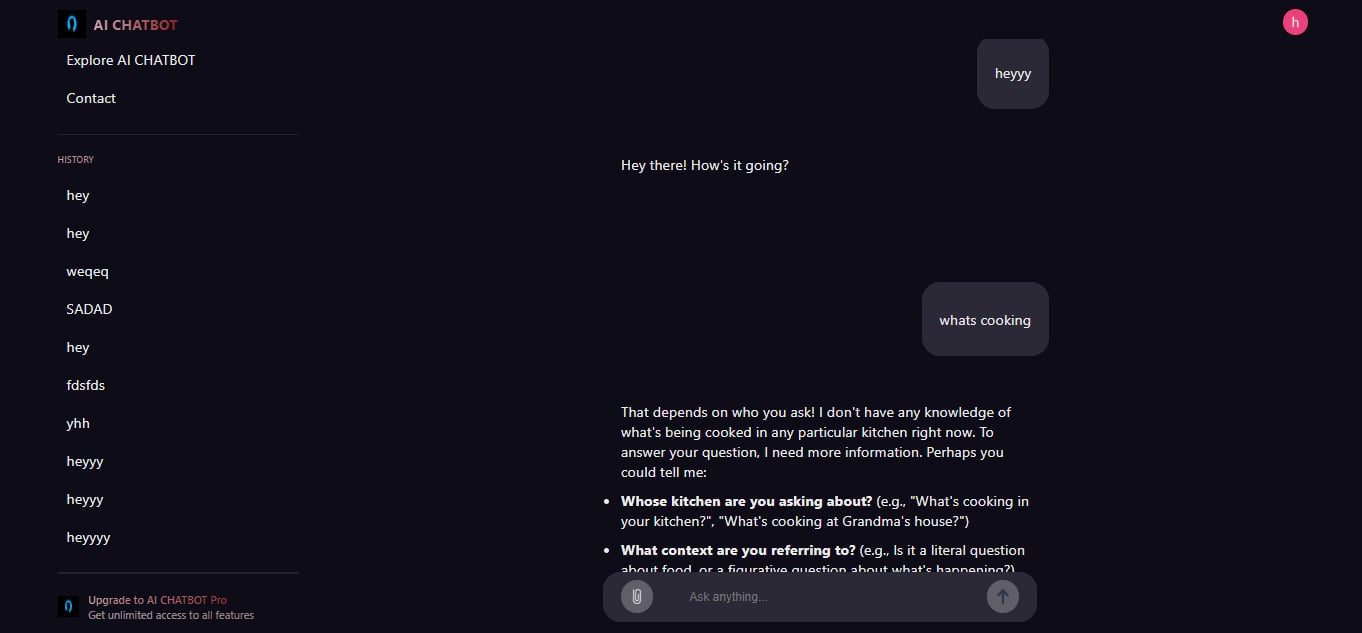 AI CHATBOT
h
Explore AI CHATBOT
Contact
HISTORY
hey
hey
weqeq
SADAD
hey
fdsfds
yhh
heyyy
heyyy
heyyyy
Upgrade to AI CHATBOT Pro
Get unlimited access to all features
heyyy
Hey there! How's it going?
whats cooking
That depends on who you ask! I don't have any knowledge of
what's being cooked in any particular kitchen right now. To
answer your question, I need more information. Perhaps you
could tell me:
• Whose kitchen are you asking about? (e.g., "What's cooking in
your kitchen?", "What's cooking at Grandma's house?")
• What context are you referring to? (e.g., Is it a literal question
about food, or a figurative question about what's happening?)
Ask anything...